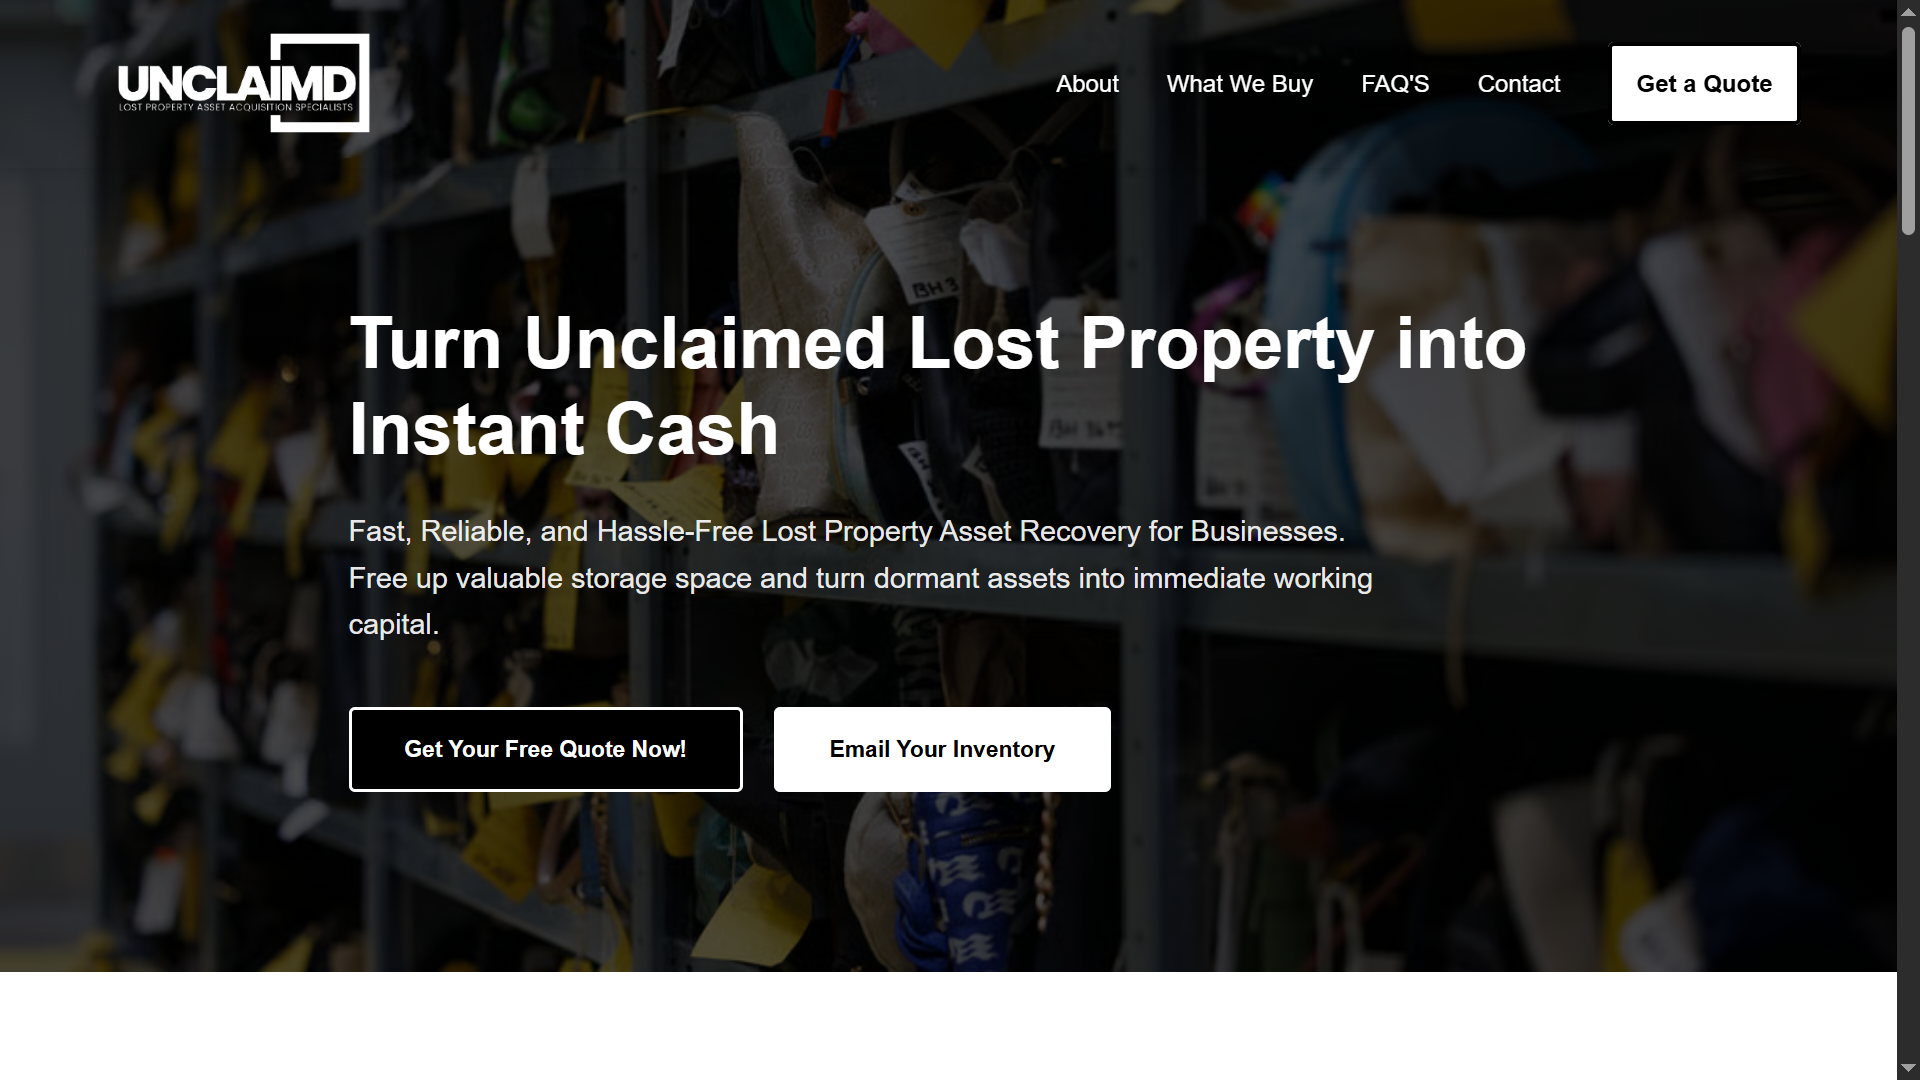 UNCLAIMD
LOST PROPERTY ASSET ACQUISITION SPECIALISTS
About
What We Buy
FAQ'S
Contact
Get a Quote
BH 3
Turn Unclaimed Lost Property into
Instant Cash
Fast, Reliable, and Hassle-Free Lost Property Asset Recovery for Businesses.
Free up valuable storage space and turn dormant assets into immediate working
capital.
Get Your Free Quote Now!
Email Your Inventory